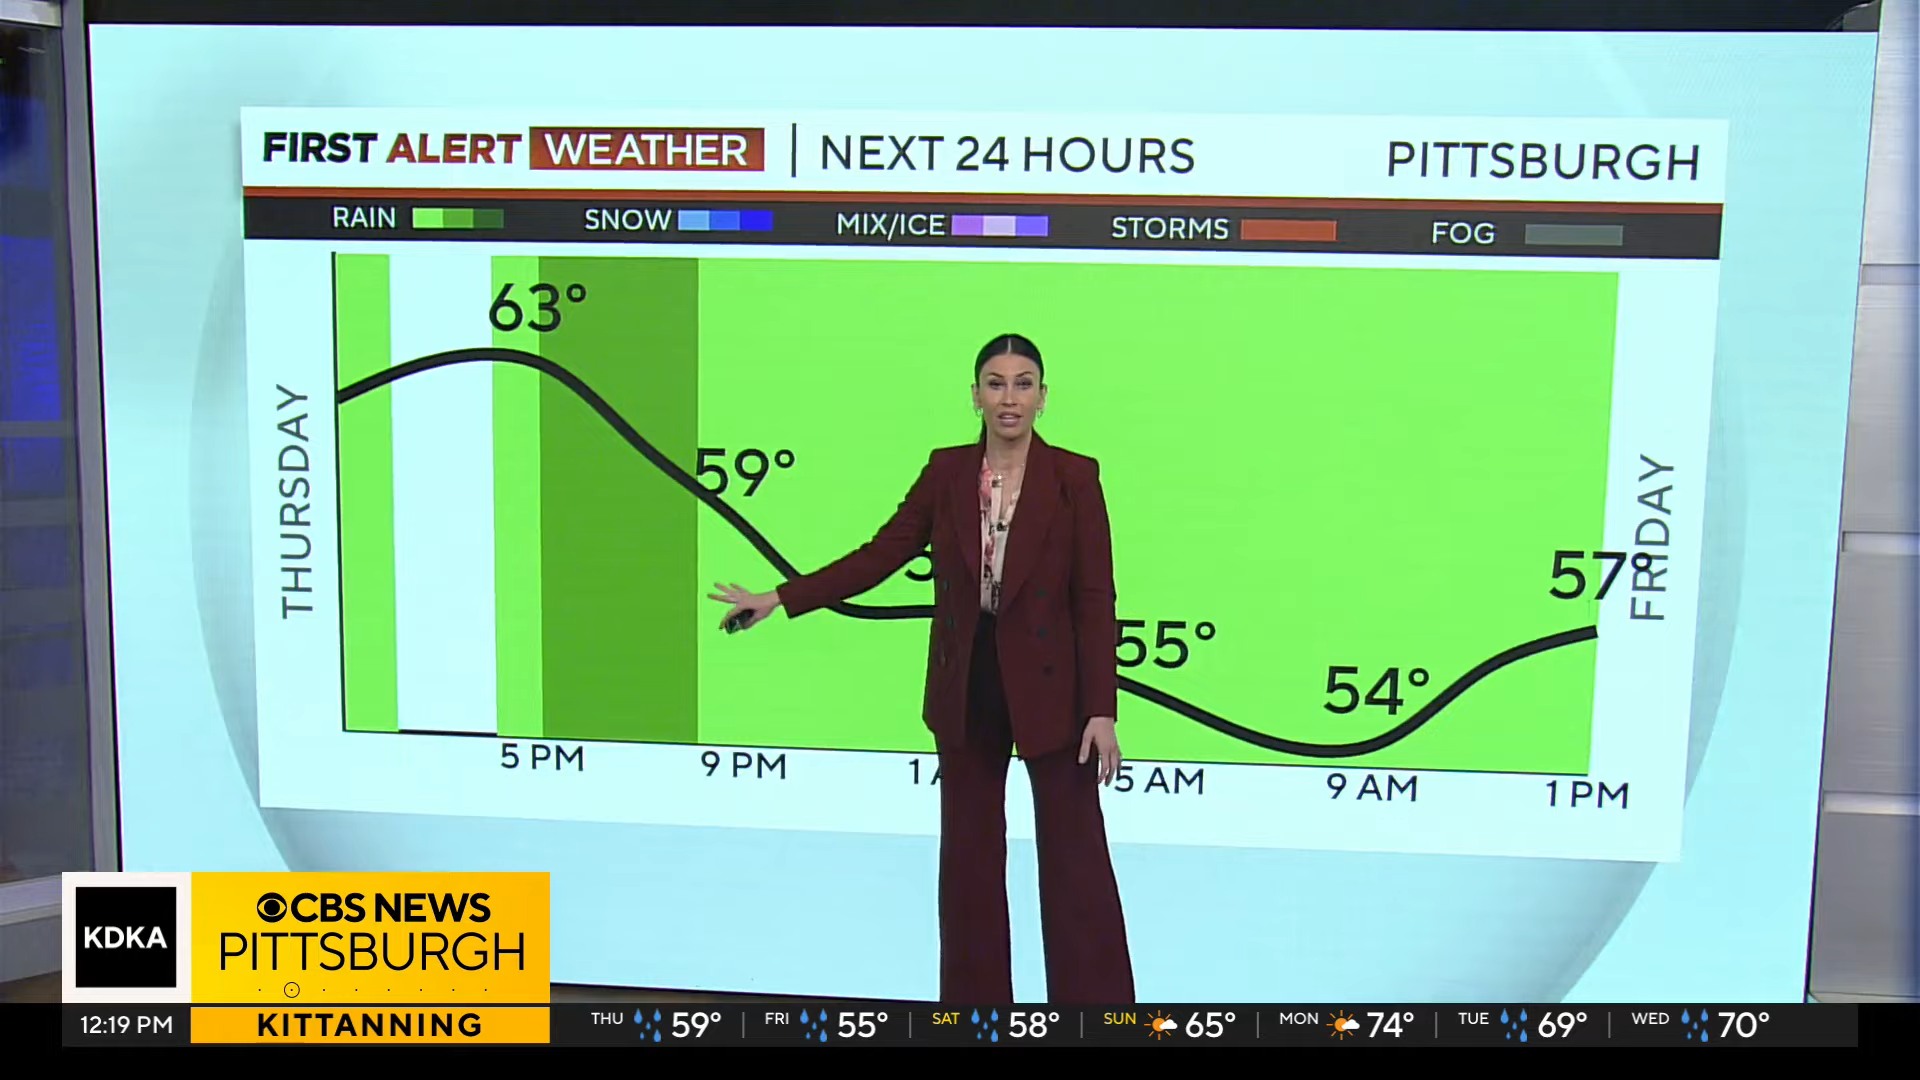 FIRST ALERT WEATHER | NEXT 24 HOURS
PITTSBURGH
RAIN
SNOW
MIX/ICE
STORMS
FOG
THURSDAY
63°
59°
55°
54°
57°
FRIDAY
5 PM
9 PM
5 AM
9 AM
1 PM
KDKA
CBS NEWS
PITTSBURGH
12:19 PM
KITTANNING
THU 59° | FRI 55° | SAT 58° | SUN 65° | MON 74° | TUE 69° | WED 70°